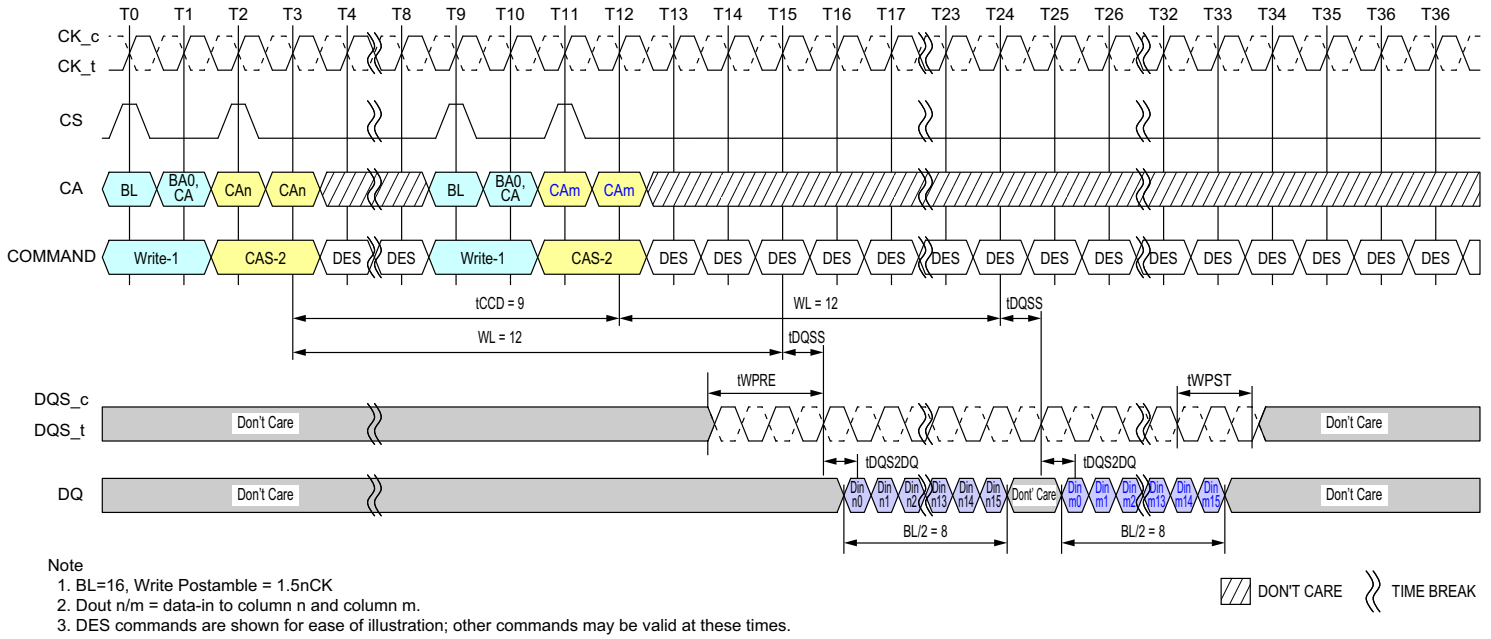 T0 T1 T2 T3 T4 T8 T9 T10 T11 T12 T13 T14 T15 T16 T17 T23 T24 T25 T26 T32 T33 T34 T35 T36 T36
CK_c
CK_t
CS
CA BL BA0, CA CAn CAn BL BA0, CA CAm CAm
COMMAND Write-1 CAS-2 DES DES Write-1 CAS-2 DES DES DES DES DES DES DES DES DES DES DES DES DES DES DES
tCCD = 9 WL = 12 tDQSS
WL = 12 tDQSS
tWPRE tWPST
DQS_c
DQS_t Don't Care Don't Care
tDQS2DQ tDQS2DQ
DQ Don't Care Din n0 Din n1 Din n2 Din n13 Din n14 Din n15 Dont' Care Din m0 Din m1 Din m2 Din m13 Din m14 Din m15 Don't Care
BL/2 = 8 BL/2 = 8
Note
1. BL=16, Write Postamble = 1.5nCK
2. Dout n/m = data-in to column n and column m.
3. DES commands are shown for ease of illustration; other commands may be valid at these times.
DON'T CARE TIME BREAK